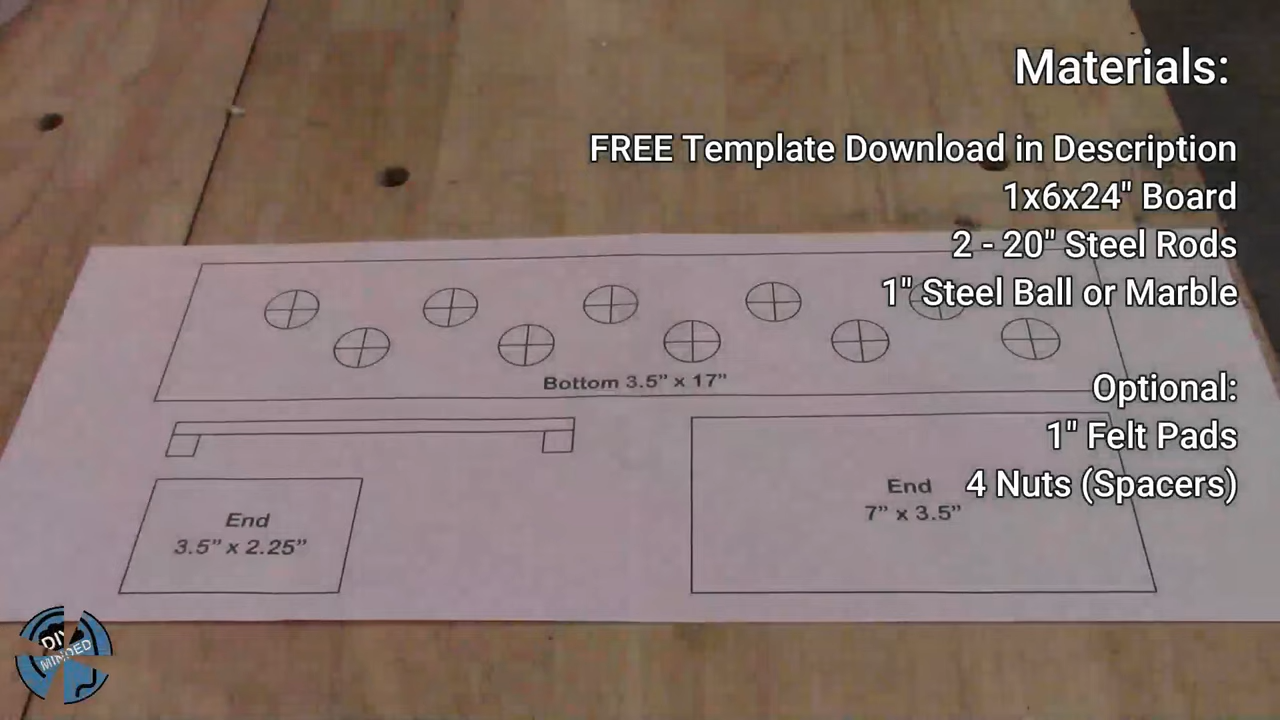 Materials:
FREE Template Download in Description
1x6x24" Board
2 - 20" Steel Rods
1" Steel Ball or Marble
Optional:
1" Felt Pads
4 Nuts (Spacers)
Bottom 3.5” x 17”
End
7” x 3.5”
End
3.5” x 2.25”
DIY
MINDED